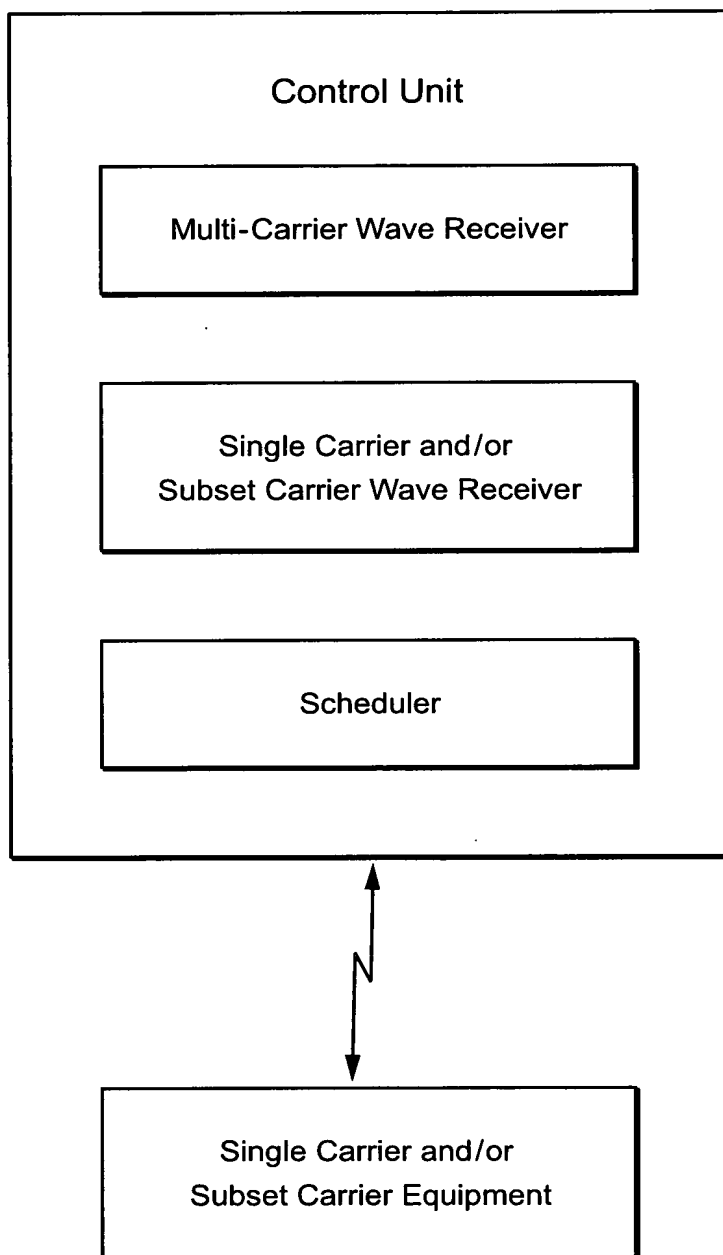 Control Unit
Multi-Carrier Wave Receiver
Single Carrier and/or
Subset Carrier Wave Receiver
Scheduler
Single Carrier and/or
Subset Carrier Equipment